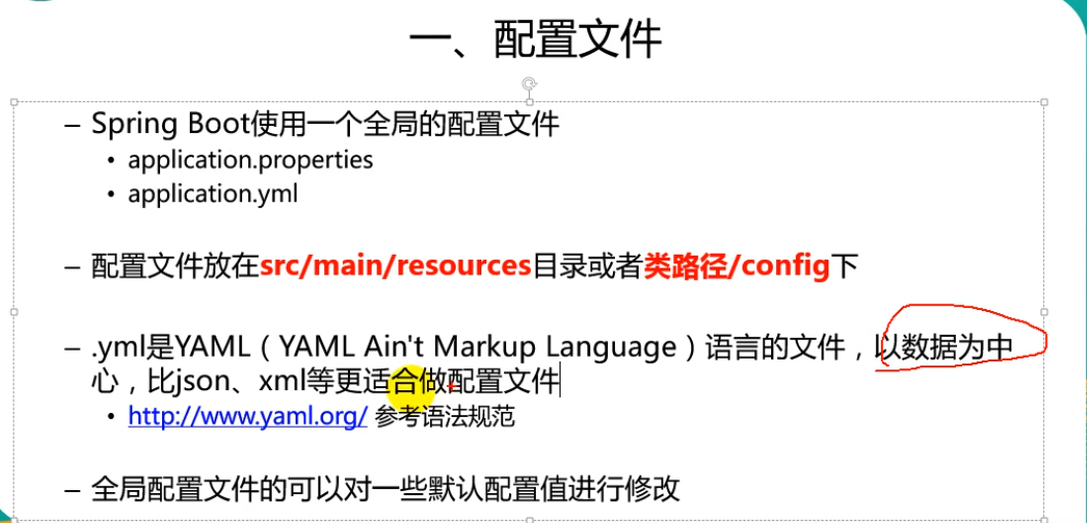 一、配置文件
– Spring Boot使用一个全局的配置文件
• application.properties
• application.yml
– 配置文件放在src/main/resources目录或者类路径/config下
– .yml是YAML（YAML Ain't Markup Language）语言的文件，以数据为中
心，比json、xml等更适合做配置文件
• http://www.yaml.org/ 参考语法规范
– 全局配置文件的可以对一些默认配置值进行修改